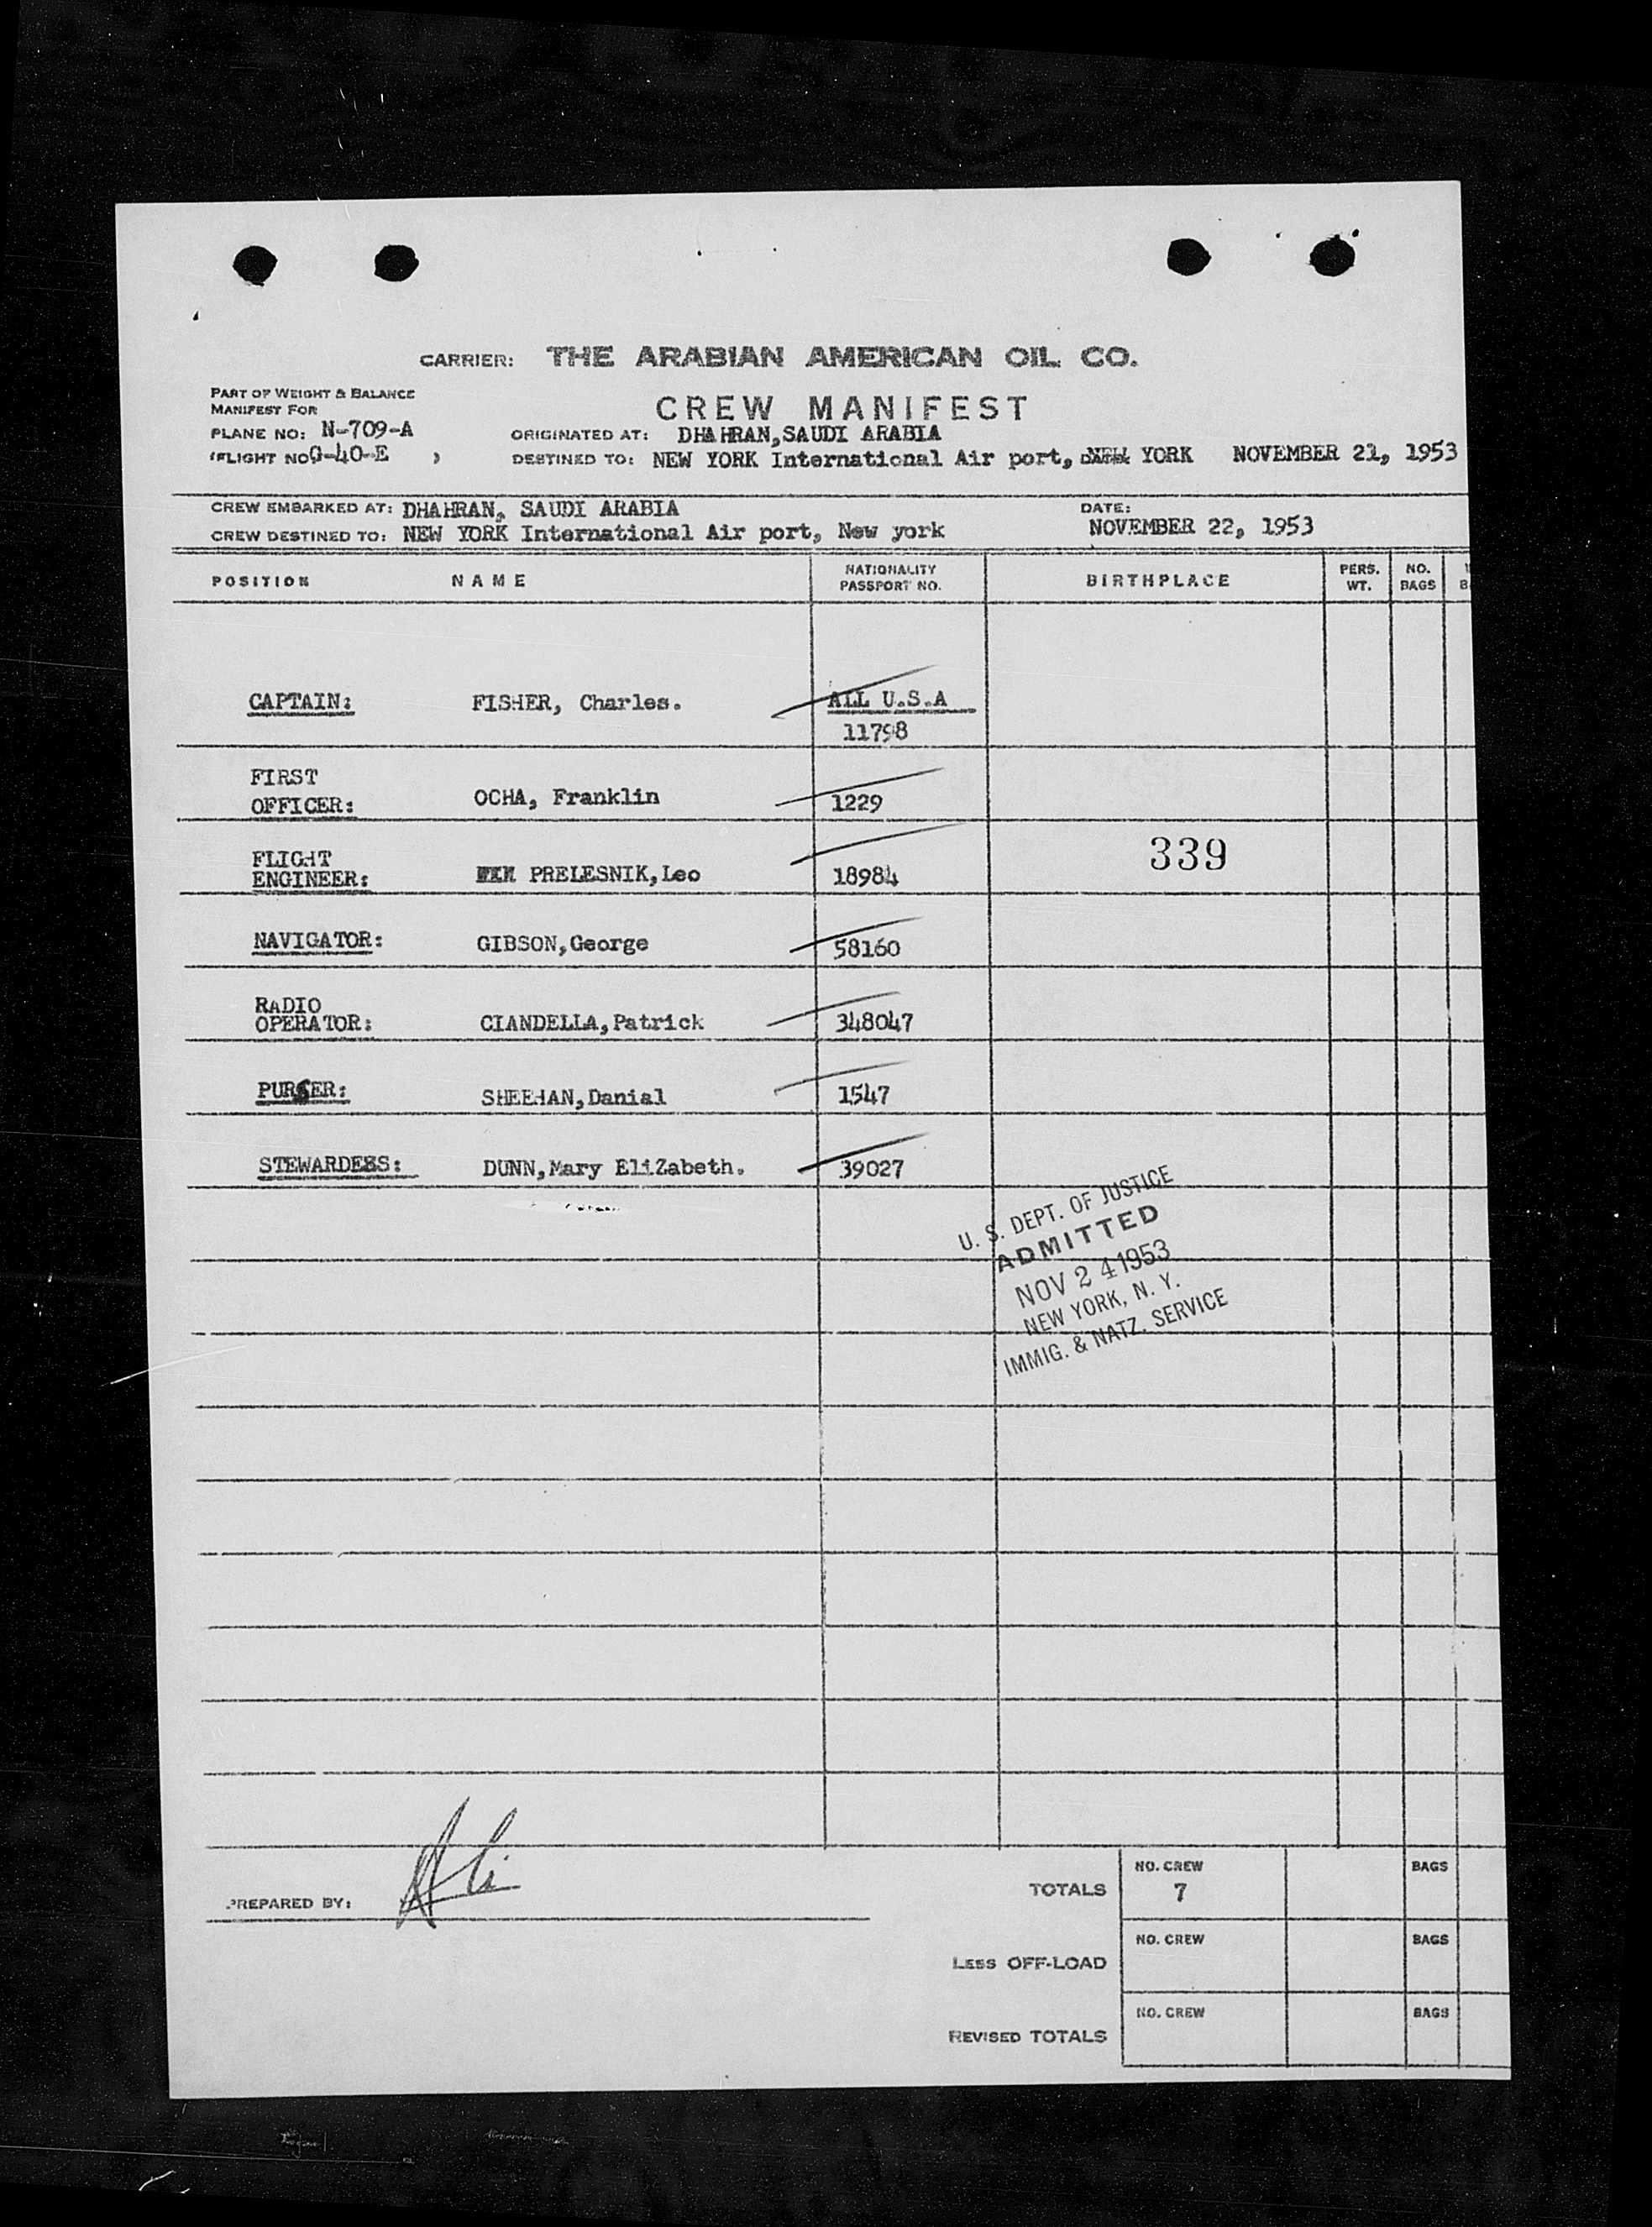 CARRIER: THE ARABIAN AMERICAN OIL CO.
PART OF WEIGHT & BALANCE
MANIFEST FOR
CREW MANIFEST
PLANE NO: N-709-A ORIGINATED AT: DHAHRAN, SAUDI ARABIA
(FLIGHT NO G-40-E ) DESTINED TO: NEW YORK International Air port, YORK NOVEMBER 21, 1953
CREW EMBARKED AT: DHAHRAN, SAUDI ARABIA DATE:
CREW DESTINED TO: NEW YORK International Air port, New york NOVEMBER 22, 1953
POSITION NAME NATIONALITY PASSPORT NO. BIRTHPLACE PERS. WT. NO. BAGS
CAPTAIN: FISHER, Charles. ALL U.S.A
11798
FIRST
OFFICER: OCHA, Franklin 1229
FLIGHT
ENGINEER: PRELESNIK, Leo 18984
339
NAVIGATOR: GIBSON, George 58160
RADIO
OPERATOR: CIANDELLA, Patrick 348047
PURSER: SHEEHAN, Danial 1547
STEWARDESS: DUNN, Mary EliZabeth. 39027
U. S. DEPT. OF JUSTICE
ADMITTED
NOV 24 1953
NEW YORK, N. Y.
IMMIG. & NATZ. SERVICE
PREPARED BY: Ali
TOTALS NO. CREW 7 BAGS
LESS OFF-LOAD NO. CREW BAGS
REVISED TOTALS NO. CREW BAGS